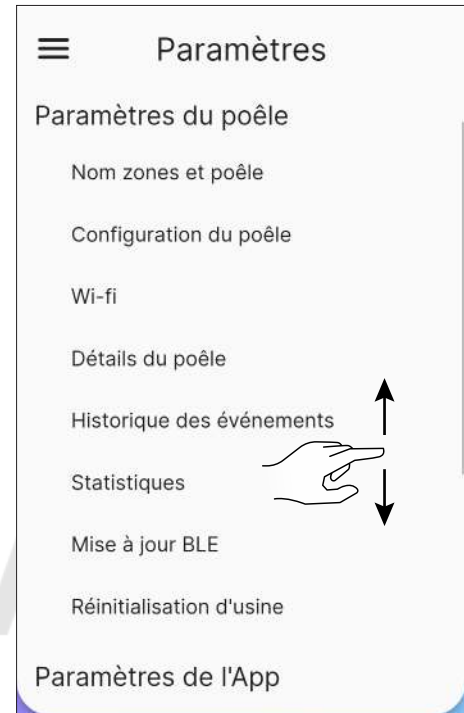 Paramètres
Paramètres du poêle
Nom zones et poêle
Configuration du poêle
Wi-fi
Détails du poêle
Historique des événements
Statistiques
Mise à jour BLE
Réinitialisation d'usine
Paramètres de l'App